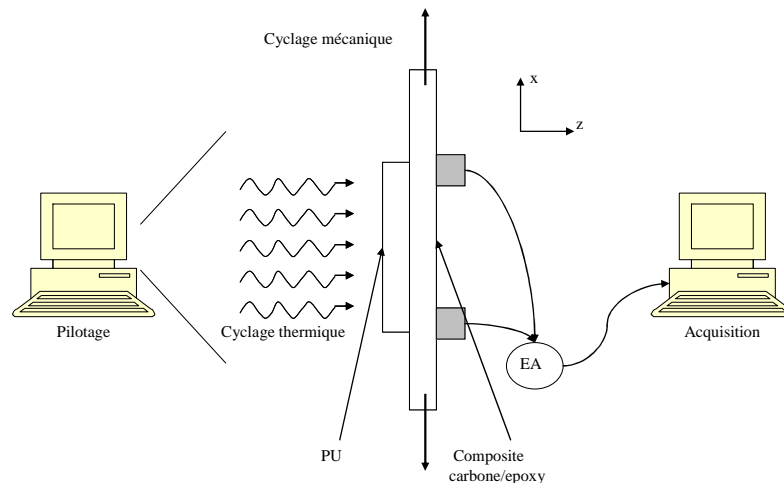 Cyclage mécanique
x
z
Pilotage
Cyclage thermique
EA
Acquisition
PU
Composite
carbone/epoxy